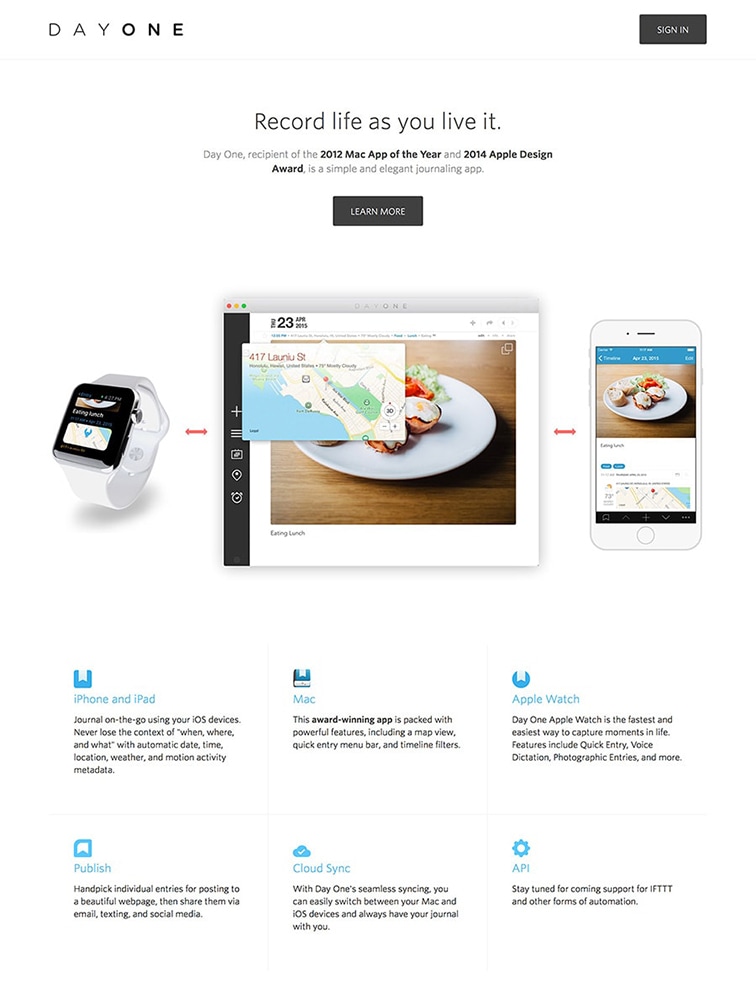 DAYONE
SIGN IN
Record life as you live it.
Day One, recipient of the 2012 Mac App of the Year and 2014 Apple Design
Award, is a simple and elegant journaling app.
LEARN MORE
Eating lunch
DAYONE
THU 23 APR 2015
417 Launiu St
Honolulu, Hawaii, United States • 75° Mostly Cloudy
3D
Legal
Eating Lunch
Timeline Apr 23, 2015 Edit
Eating lunch
73°
iPhone and iPad
Journal on-the-go using your iOS devices.
Never lose the context of "when, where,
and what" with automatic date, time,
location, weather, and motion activity
metadata.
Mac
This award-winning app is packed with
powerful features, including a map view,
quick entry menu bar, and timeline filters.
Apple Watch
Day One Apple Watch is the fastest and
easiest way to capture moments in life.
Features include Quick Entry, Voice
Dictation, Photographic Entries, and more.
Publish
Handpick individual entries for posting to
a beautiful webpage, then share them via
email, texting, and social media.
Cloud Sync
With Day One's seamless syncing, you
can easily switch between your Mac and
iOS devices and always have your journal
with you.
API
Stay tuned for coming support for IFTTT
and other forms of automation.